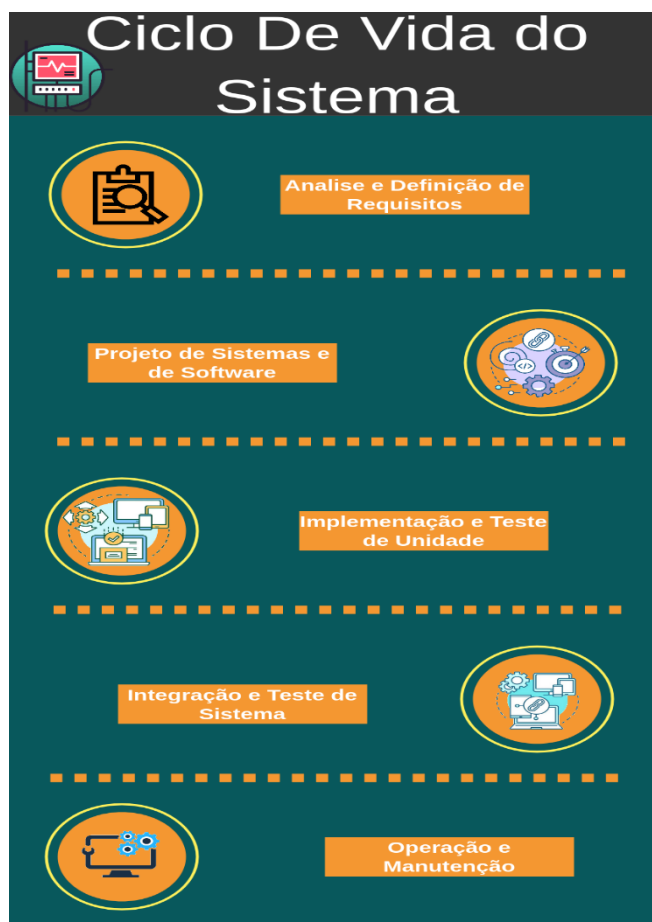 Ciclo De Vida do
Sistema
Analise e Definição de
Requisitos
Projeto de Sistemas e
de Software
Implementação e Teste
de Unidade
Integração e Teste de
Sistema
Operação e
Manutenção